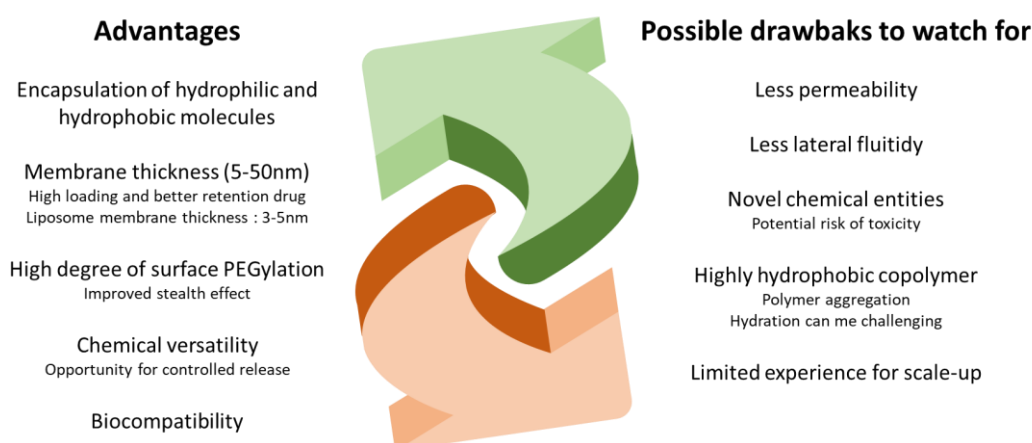 Advantages
Encapsulation of hydrophilic and
hydrophobic molecules
Membrane thickness (5-50nm)
High loading and better retention drug
Liposome membrane thickness : 3-5nm
High degree of surface PEGylation
Improved stealth effect
Chemical versatility
Opportunity for controlled release
Biocompatibility
Possible drawbaks to watch for
Less permeability
Less lateral fluitidy
Novel chemical entities
Potential risk of toxicity
Highly hydrophobic copolymer
Polymer aggregation
Hydration can me challenging
Limited experience for scale-up